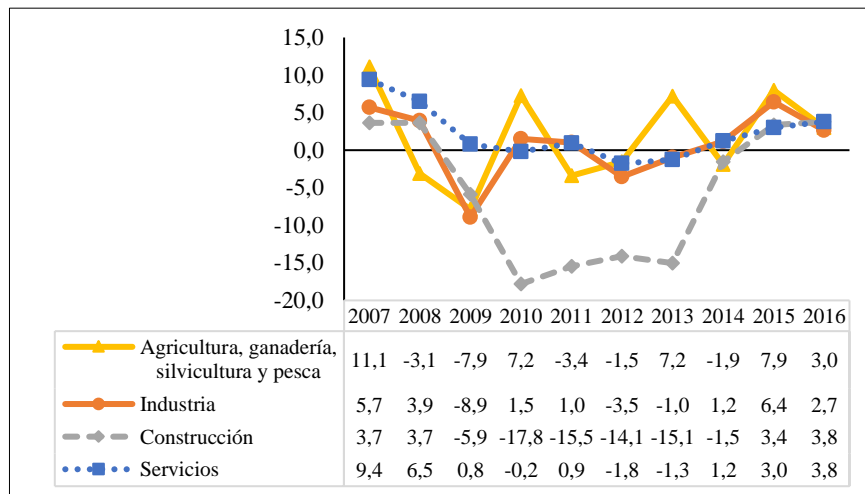 15,0
10,0
5,0
0,0
-5,0
-10,0
-15,0
-20,0
2007 2008 2009 2010 2011 2012 2013 2014 2015 2016
Agricultura, ganadería,
silvicultura y pesca 11,1 -3,1 -7,9 7,2 -3,4 -1,5 7,2 -1,9 7,9 3,0
Industria 5,7 3,9 -8,9 1,5 1,0 -3,5 -1,0 1,2 6,4 2,7
Construcción 3,7 3,7 -5,9 -17,8 -15,5 -14,1 -15,1 -1,5 3,4 3,8
Servicios 9,4 6,5 0,8 -0,2 0,9 -1,8 -1,3 1,2 3,0 3,8